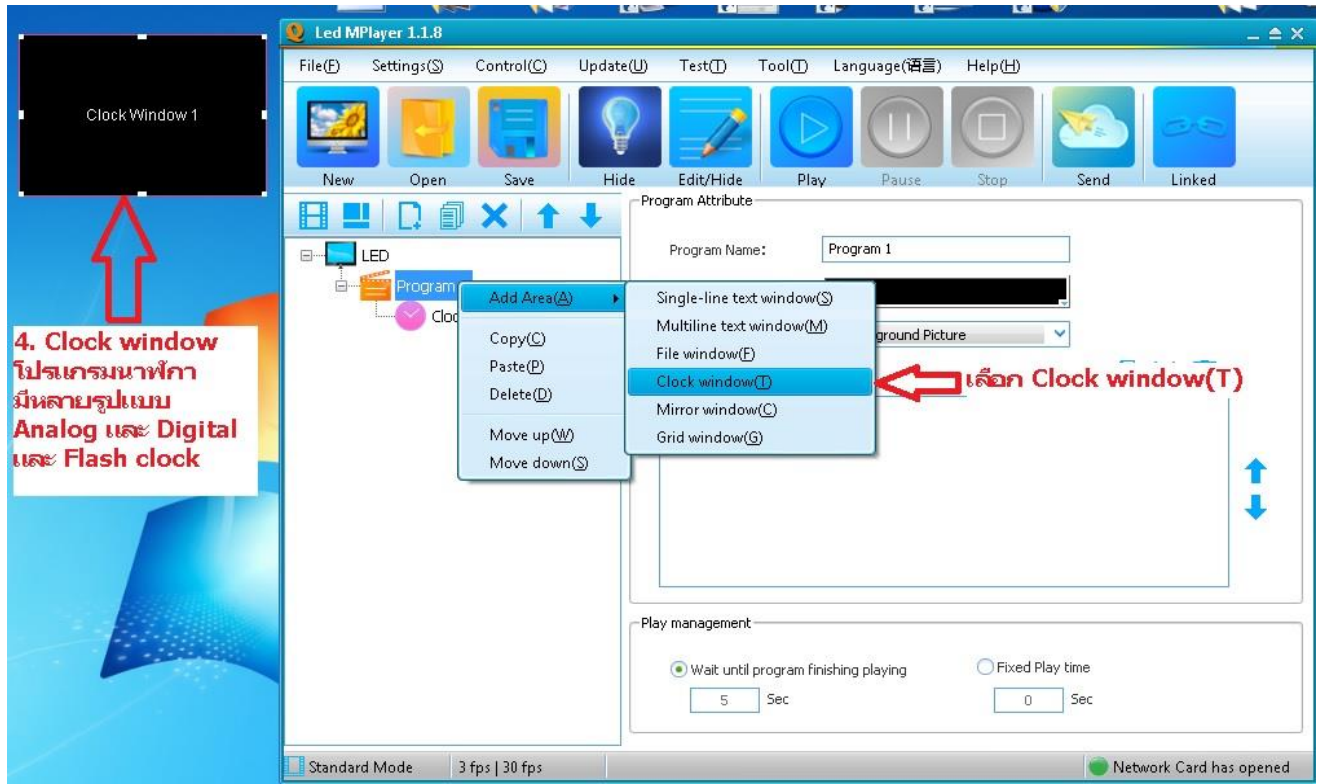 Led MPlayer 1.1.8
File(F) Settings(S) Control(C) Update(U) Test(T) Tool(T) Language(语言) Help(H)
Clock Window 1
New Open Save Hide Edit/Hide Play Pause Stop Send Linked
Program Attribute
LED
Program Name: Program 1
Program
Cloc
Add Area(A)
Copy(C)
Paste(P)
Delete(D)
Move up(W)
Move down(S)
Single-line text window(S)
Multiline text window(M)
File window(F)
Clock window(T)
Mirror window(C)
Grid window(G)
ground Picture
เลือก Clock window(T)
4. Clock window
โปรแกรมนาฬกา
มีหลายรูปแบบ
Analog และ Digital
และ Flash clock
Play management
Wait until program finishing playing Fixed Play time
5 Sec 0 Sec
Standard Mode 3 fps | 30 fps Network Card has opened